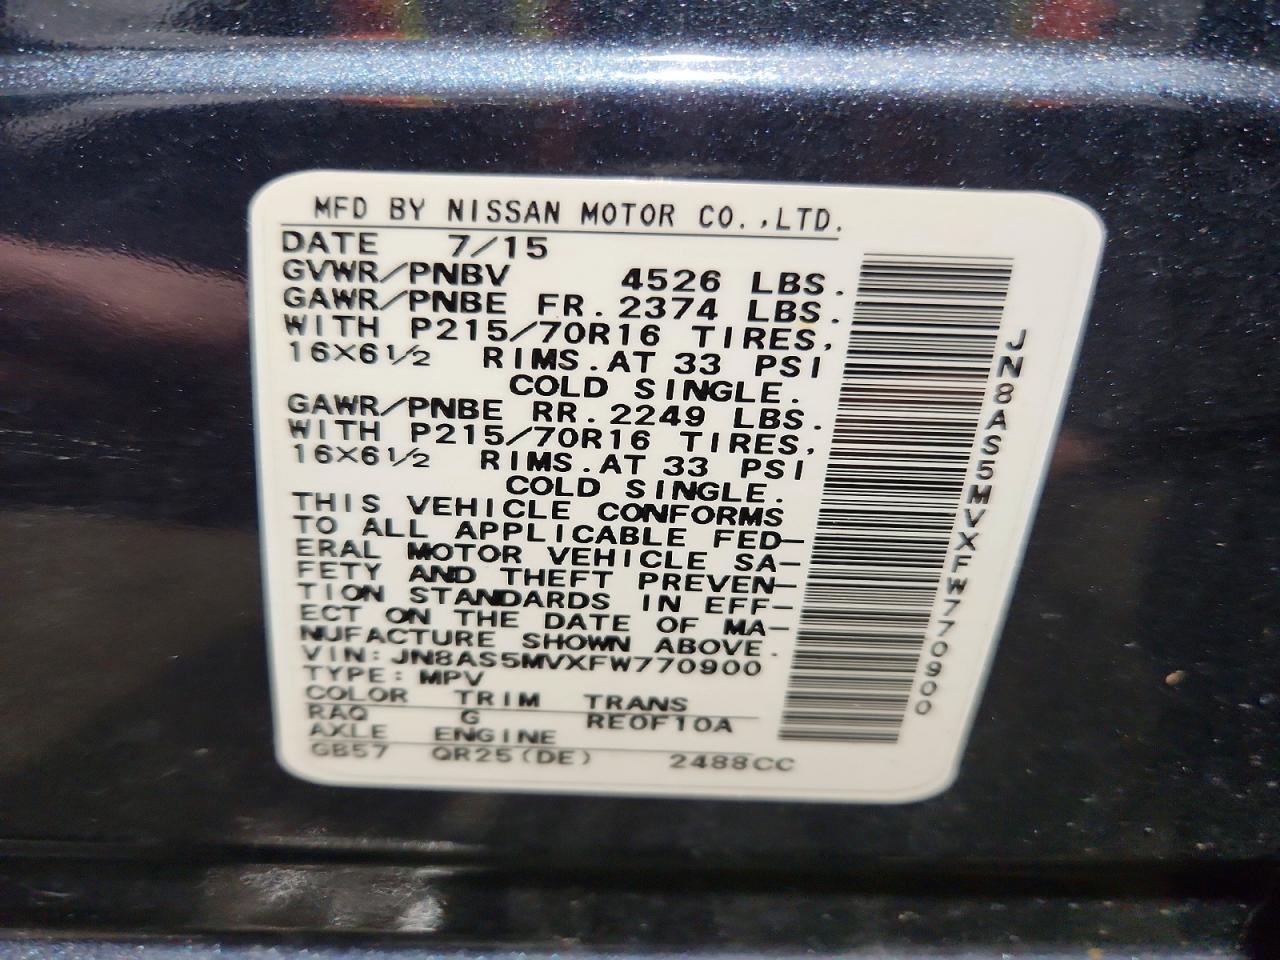 MFD BY NISSAN MOTOR CO.,LTD.
DATE 7/15
GVWR/PNBV 4526 LBS.
GAWR/PNBE FR. 2374 LBS.
WITH P215/70R16 TIRES,
16X6 1/2 RIMS.AT 33 PSI
COLD SINGLE.
GAWR/PNBE RR. 2249 LBS.
WITH P215/70R16 TIRES,
16X6 1/2 RIMS.AT 33 PSI
COLD SINGLE.
THIS VEHICLE CONFORMS
TO ALL APPLICABLE FED–
ERAL MOTOR VEHICLE SA–
FETY AND THEFT PREVEN–
TION STANDARDS IN EFF–
ECT ON THE DATE OF MA–
NUFACTURE SHOWN ABOVE.
VIN: JN8AS5MVXFW770900
TYPE: MPV
COLOR TRIM TRANS
RAQ G RE0F10A
AXLE ENGINE
GB57 QR25(DE) 2488CC
JN8AS5MVXFW770900